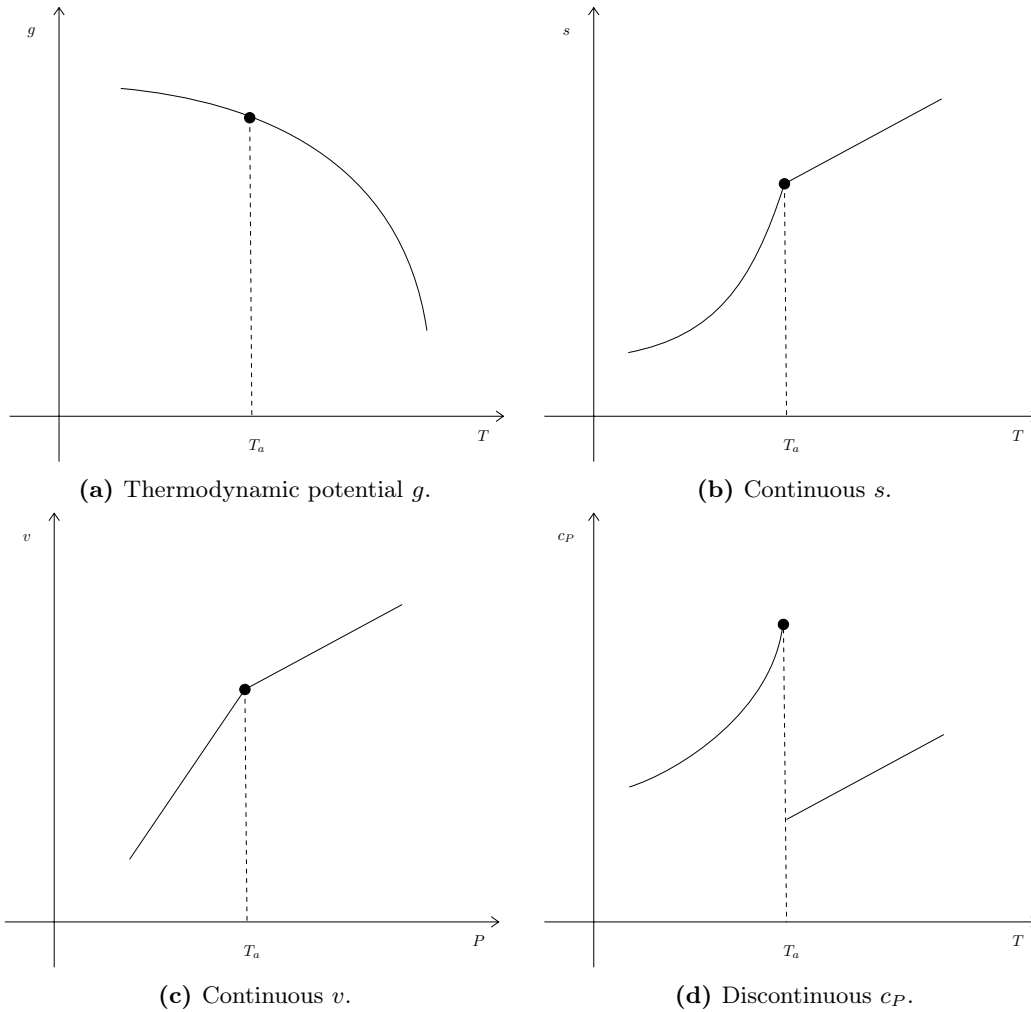 g
T
T_a
(a) Thermodynamic potential g.
s
T
T_a
(b) Continuous s.
v
P
T_a
(c) Continuous v.
c_P
T
T_a
(d) Discontinuous c_P.